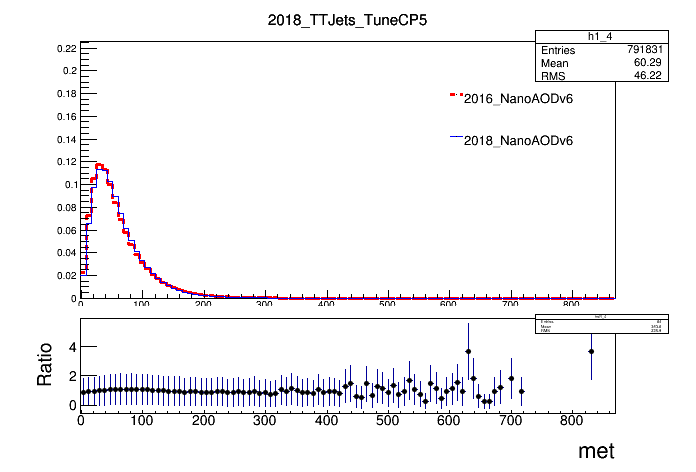 2018_TTJets_TuneCP5
h1_4
Entries 791831
Mean 60.29
RMS 46.22
2016_NanoAODv6
2018_NanoAODv6
0.22
0.2
0.18
0.16
0.14
0.12
0.1
0.08
0.06
0.04
0.02
0
0 100 200 300 400 500 600 700 800
Entries
Mean
RMS
Ratio
4
2
0
0 100 200 300 400 500 600 700 800
met